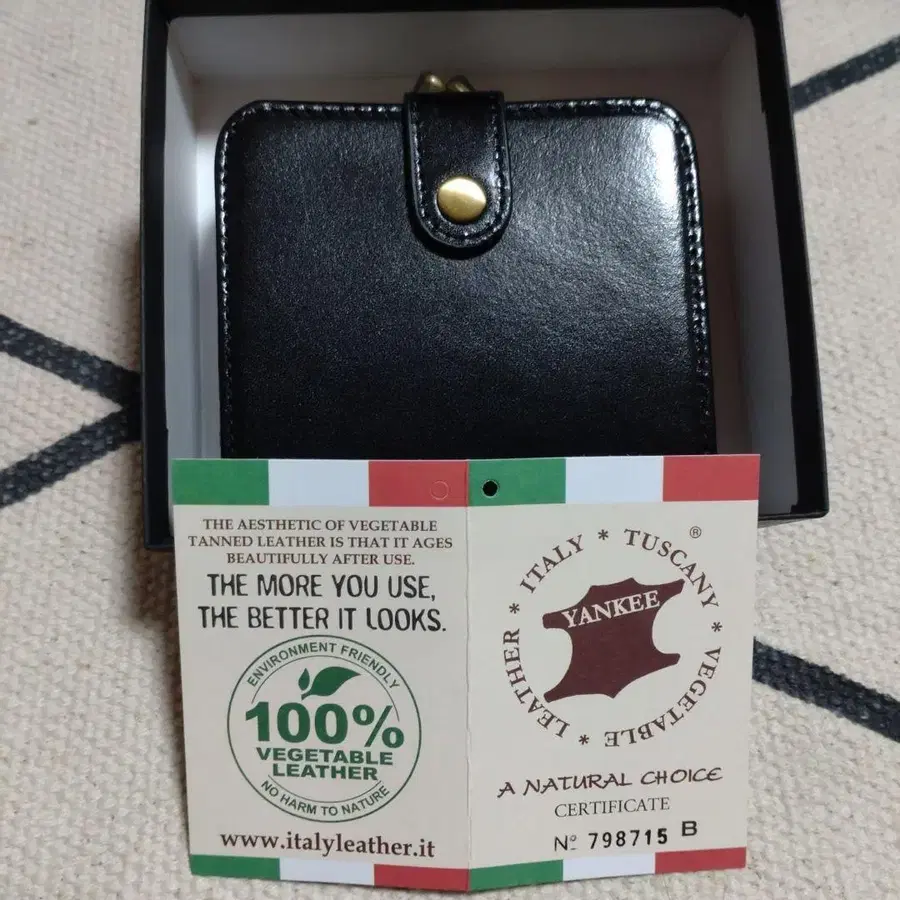 THE AESTHETIC OF VEGETABLE
TANNED LEATHER IS THAT IT AGES
BEAUTIFULLY AFTER USE.
THE MORE YOU USE,
THE BETTER IT LOOKS.
ENVIRONMENT FRIENDLY
100%
VEGETABLE
LEATHER
NO HARM TO NATURE
www.italyleather.it
ITALY * TUSCANY * VEGETABLE * LEATHER *
®
YANKEE
A NATURAL CHOICE
CERTIFICATE
Nº 798715 B